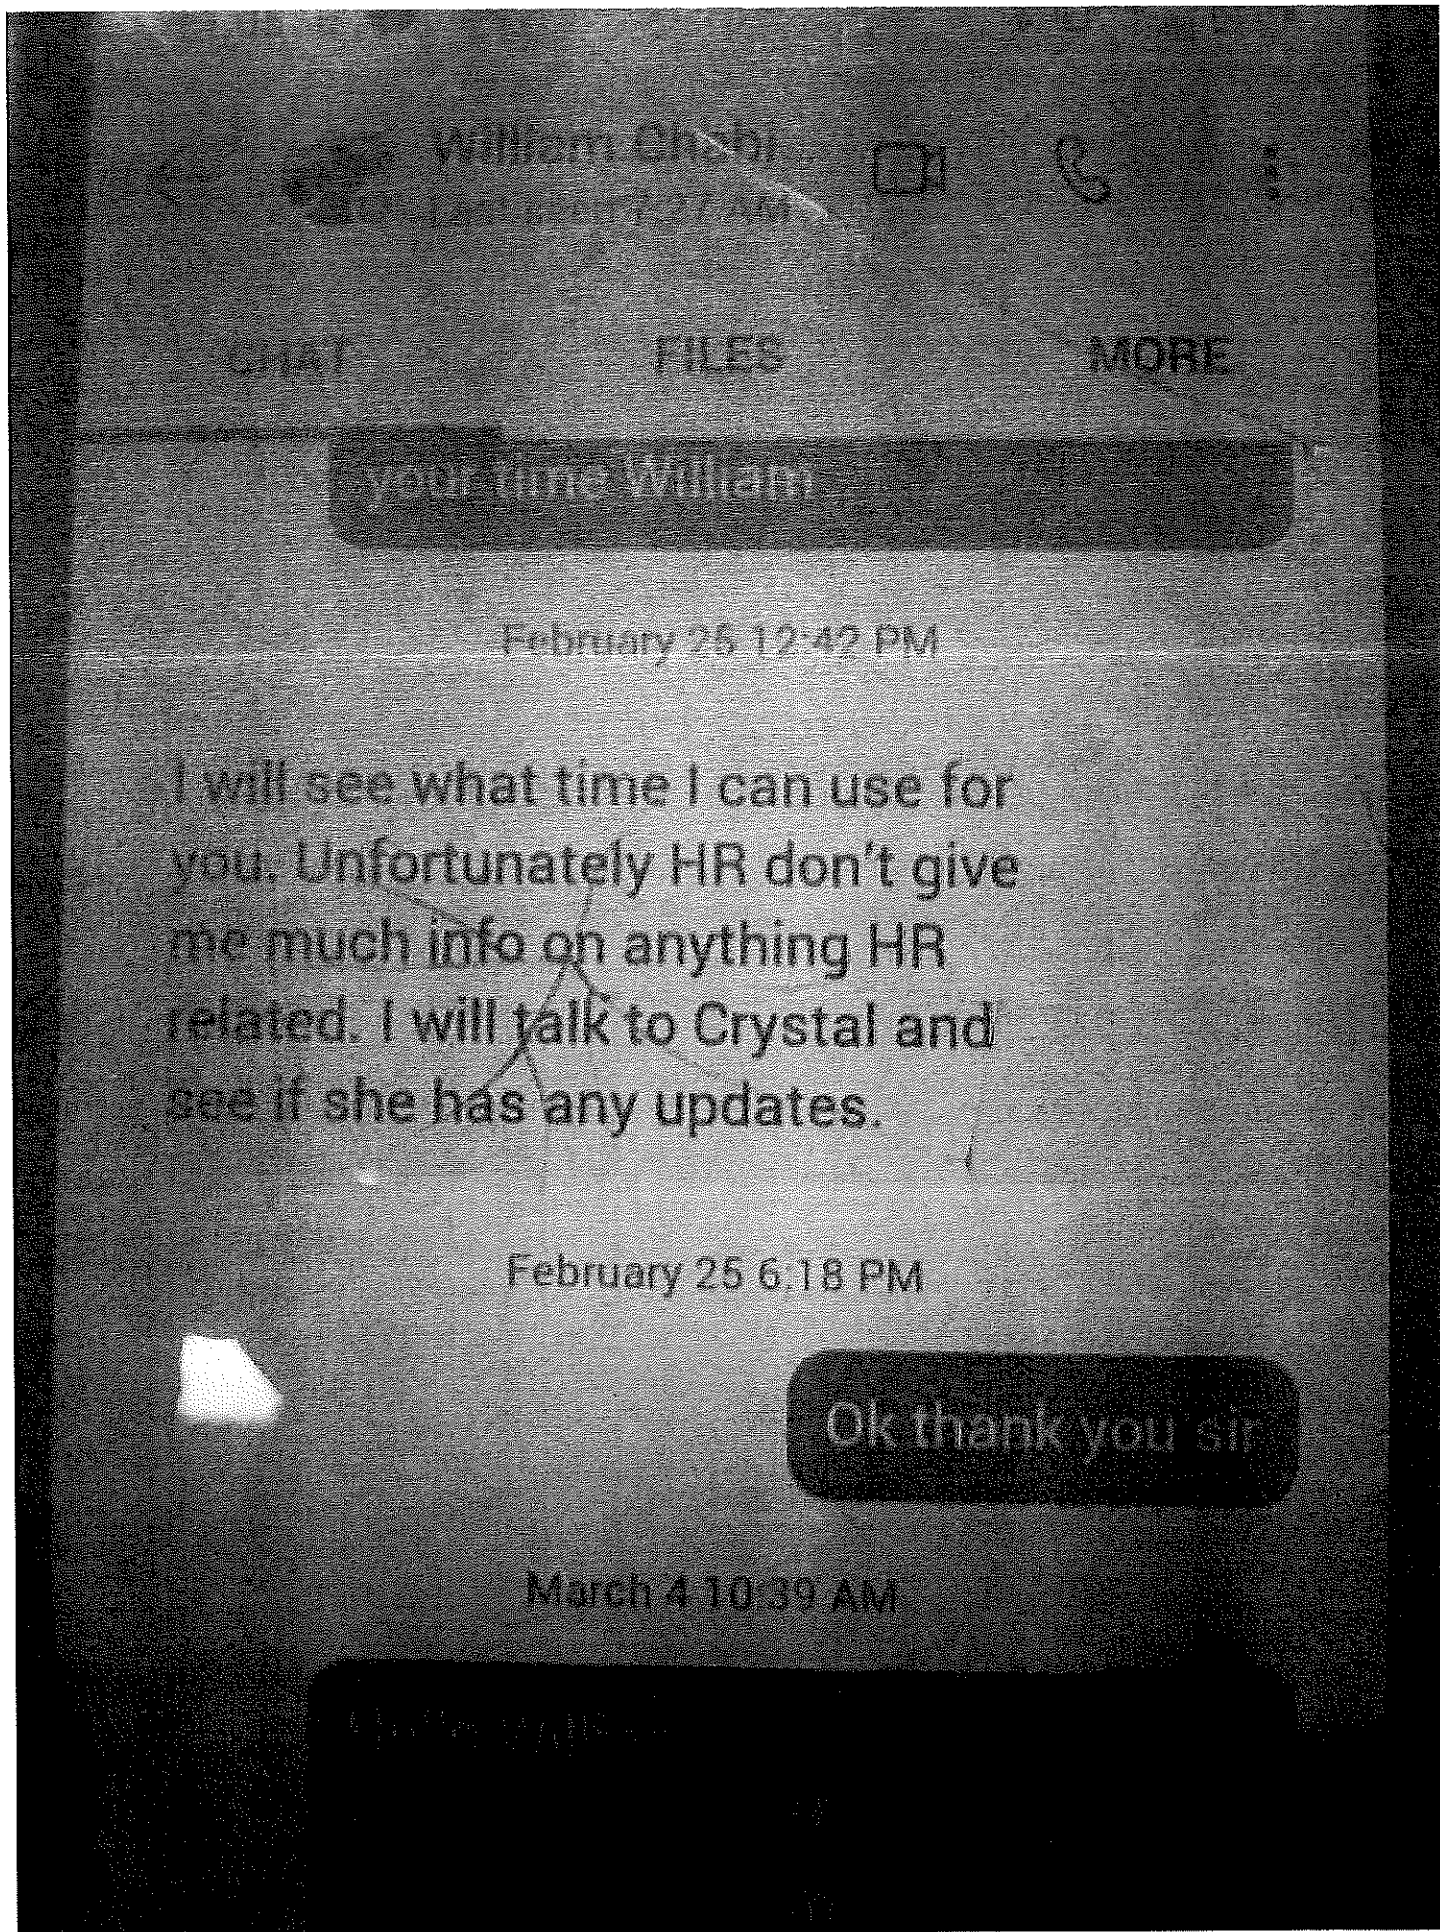 William Chabi
CHAT FILES MORE
your time William
February 25 12:42 PM
I will see what time I can use for
you. Unfortunately HR don't give
me much info on anything HR
related. I will talk to Crystal and
see if she has any updates.
February 25 6:18 PM
Ok thank you sir
March 4 10:39 AM